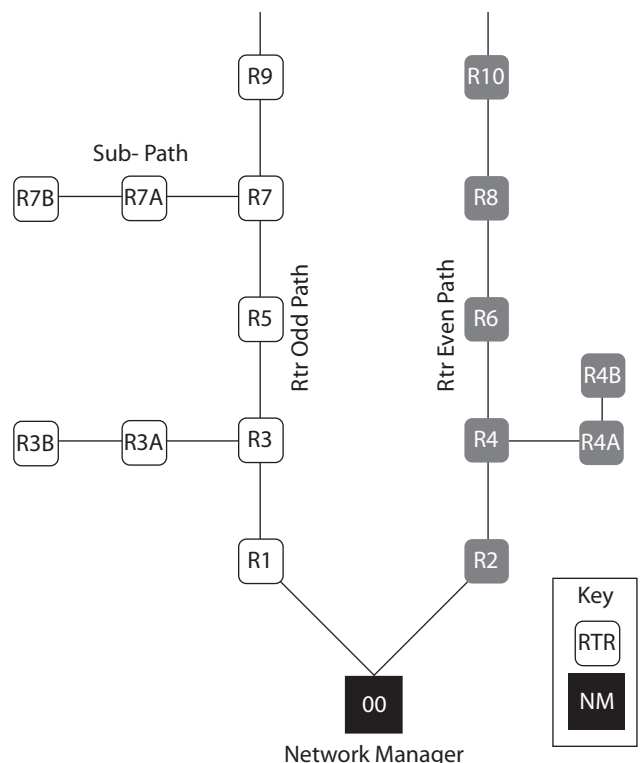 R9
R10
Sub- Path
R7B
R7A
R7
R8
Rtr Odd Path
Rtr Even Path
R5
R6
R4B
R3B
R3A
R3
R4
R4A
R1
R2
Key
RTR
00
NM
Network Manager